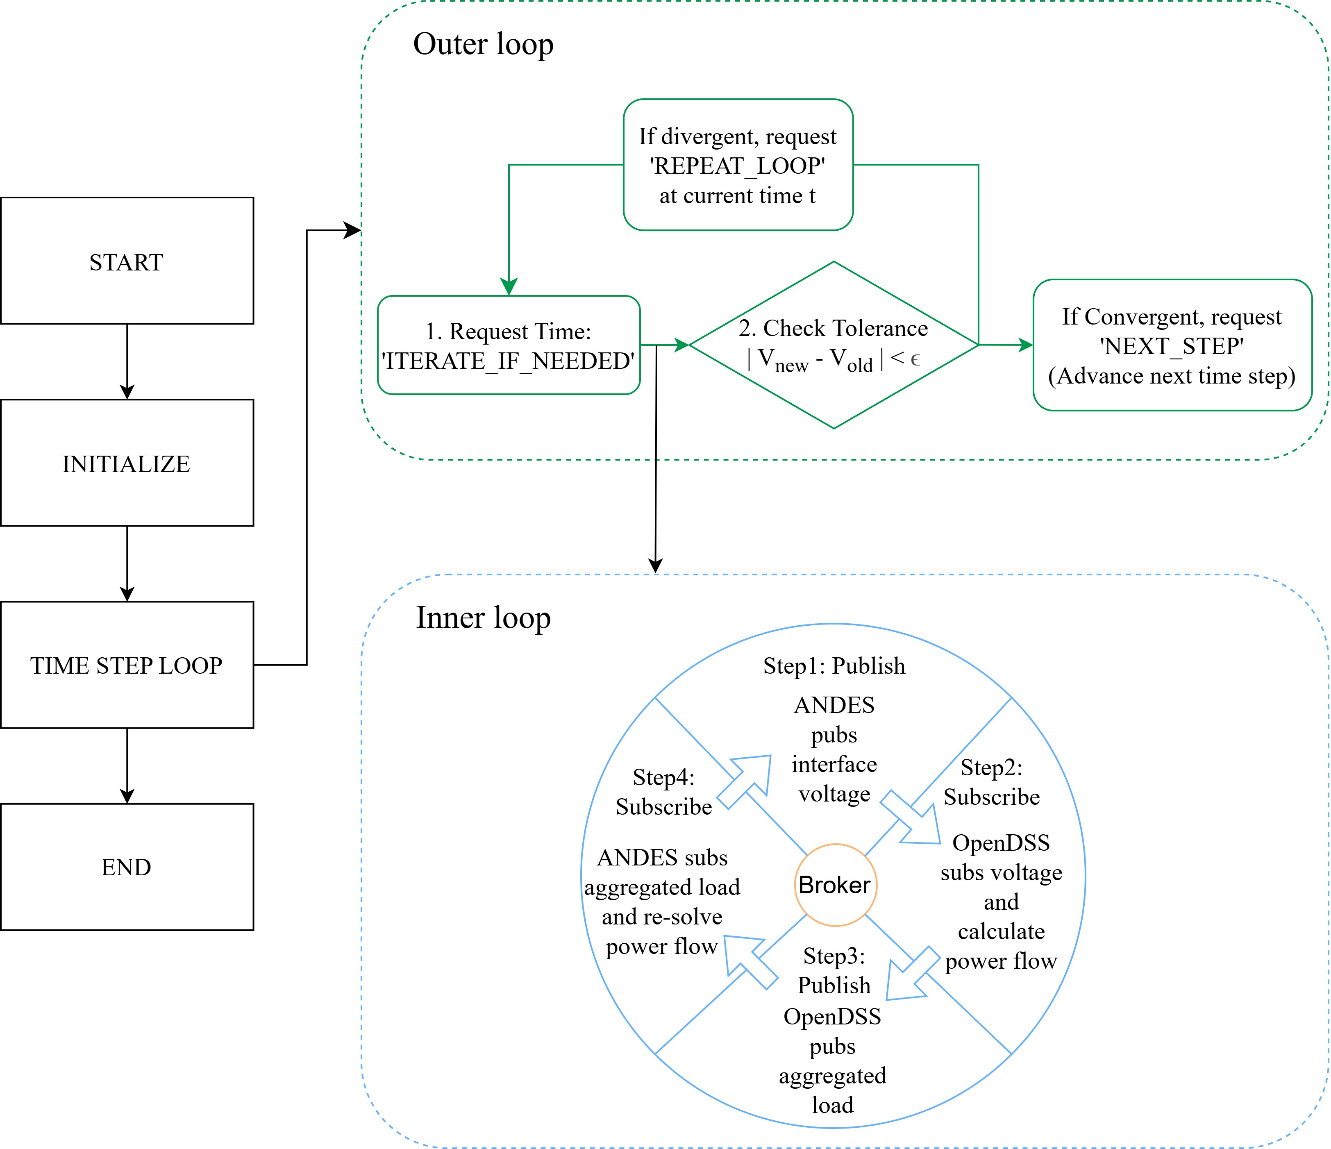 Outer loop
If divergent, request
'REPEAT_LOOP'
at current time t
START
1. Request Time:
'ITERATE_IF_NEEDED'
2. Check Tolerance
| Vnew - Vold | < ϵ
If Convergent, request
'NEXT_STEP'
(Advance next time step)
INITIALIZE
TIME STEP LOOP
END
Inner loop
Step1: Publish
ANDES
pubs
interface
voltage
Step2:
Subscribe
OpenDSS
subs voltage
and
calculate
power flow
Step3:
Publish
OpenDSS
pubs
aggregated
load
Step4:
Subscribe
ANDES subs
aggregated load
and re-solve
power flow
Broker